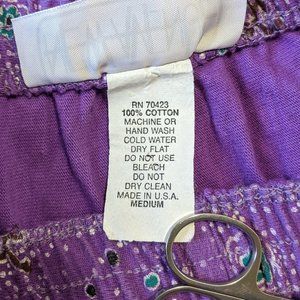 RN 70423
100% COTTON
MACHINE OR
HAND WASH
COLD WATER
DRY FLAT
DO NOT USE
BLEACH
DO NOT
DRY CLEAN
MADE IN U.S.A.
MEDIUM